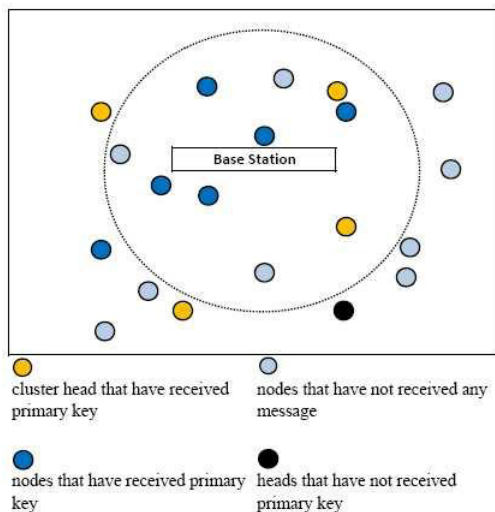 Base Station
cluster head that have received
primary key
nodes that have not received any
message
nodes that have received primary
key
heads that have not received
primary key